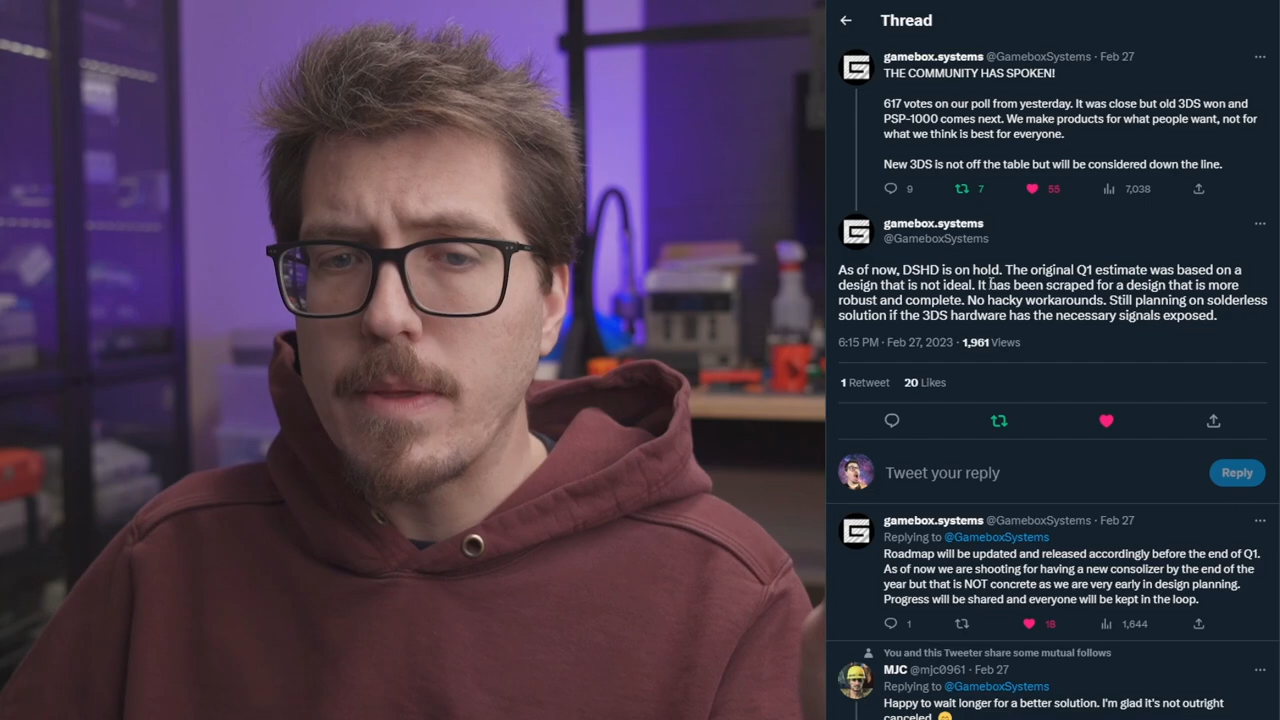 Thread
gamebox.systems @GameboxSystems · Feb 27
THE COMMUNITY HAS SPOKEN!
617 votes on our poll from yesterday. It was close but old 3DS won and
PSP-1000 comes next. We make products for what people want, not for
what we think is best for everyone.
New 3DS is not off the table but will be considered down the line.
9 7 55 7,038
gamebox.systems
@GameboxSystems
As of now, DSHD is on hold. The original Q1 estimate was based on a
design that is not ideal. It has been scraped for a design that is more
robust and complete. No hacky workarounds. Still planning on solderless
solution if the 3DS hardware has the necessary signals exposed.
6:15 PM · Feb 27, 2023 · 1,961 Views
1 Retweet 20 Likes
Tweet your reply
Reply
gamebox.systems @GameboxSystems · Feb 27
Replying to @GameboxSystems
Roadmap will be updated and released accordingly before the end of Q1.
As of now we are shooting for having a new consolizer by the end of the
year but that is NOT concrete as we are very early in design planning.
Progress will be shared and everyone will be kept in the loop.
1 18 1,644
You and this Tweeter share some mutual follows
MJC @mjc0961 · Feb 27
Replying to @GameboxSystems
Happy to wait longer for a better solution. I'm glad it's not outright
canceled.